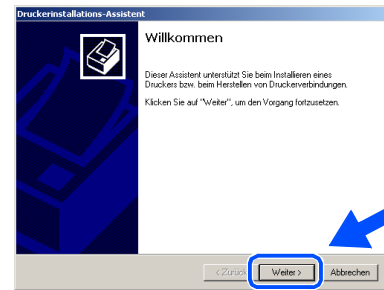 Druckerinstallations-Assistent
Willkommen
Dieser Assistent unterstützt Sie beim Installieren eines
Druckers bzw. beim Herstellen von Druckerverbindungen.
Klicken Sie auf "Weiter", um den Vorgang fortzusetzen.
< Zurück Weiter > Abbrechen